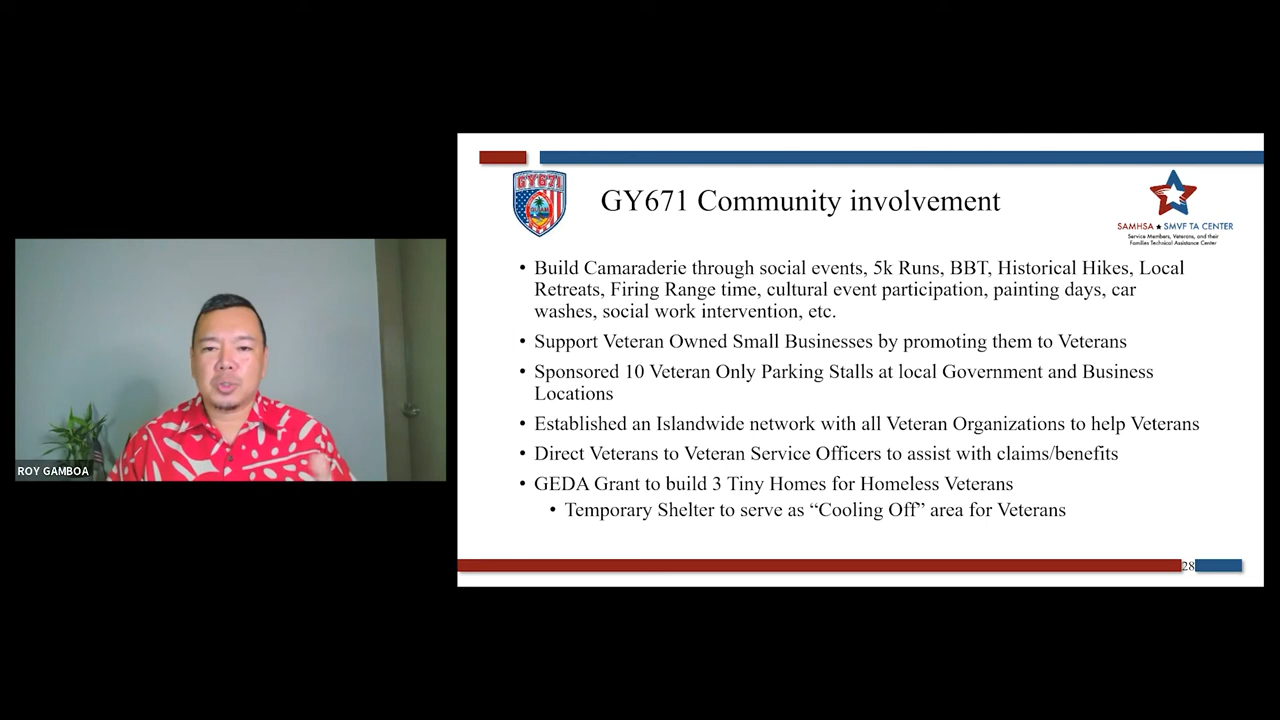 GY671
GUAM
GY671 Community involvement
SAMHSA ★ SMVF TA CENTER
Service Members, Veterans, and their
Families Technical Assistance Center
• Build Camaraderie through social events, 5k Runs, BBT, Historical Hikes, Local
Retreats, Firing Range time, cultural event participation, painting days, car
washes, social work intervention, etc.
• Support Veteran Owned Small Businesses by promoting them to Veterans
• Sponsored 10 Veteran Only Parking Stalls at local Government and Business
Locations
• Established an Islandwide network with all Veteran Organizations to help Veterans
• Direct Veterans to Veteran Service Officers to assist with claims/benefits
• GEDA Grant to build 3 Tiny Homes for Homeless Veterans
• Temporary Shelter to serve as “Cooling Off” area for Veterans
28
ROY GAMBOA